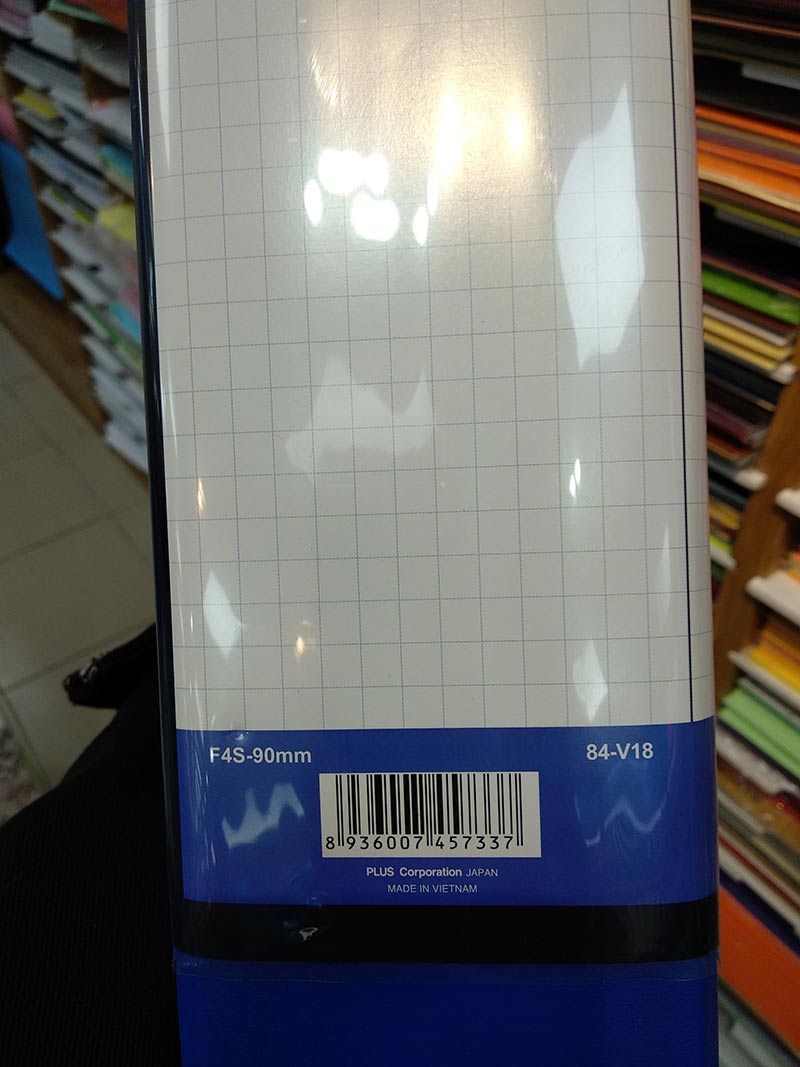 F4S-90mm 84-V18
8 936007 457337
PLUS Corporation JAPAN
MADE IN VIETNAM